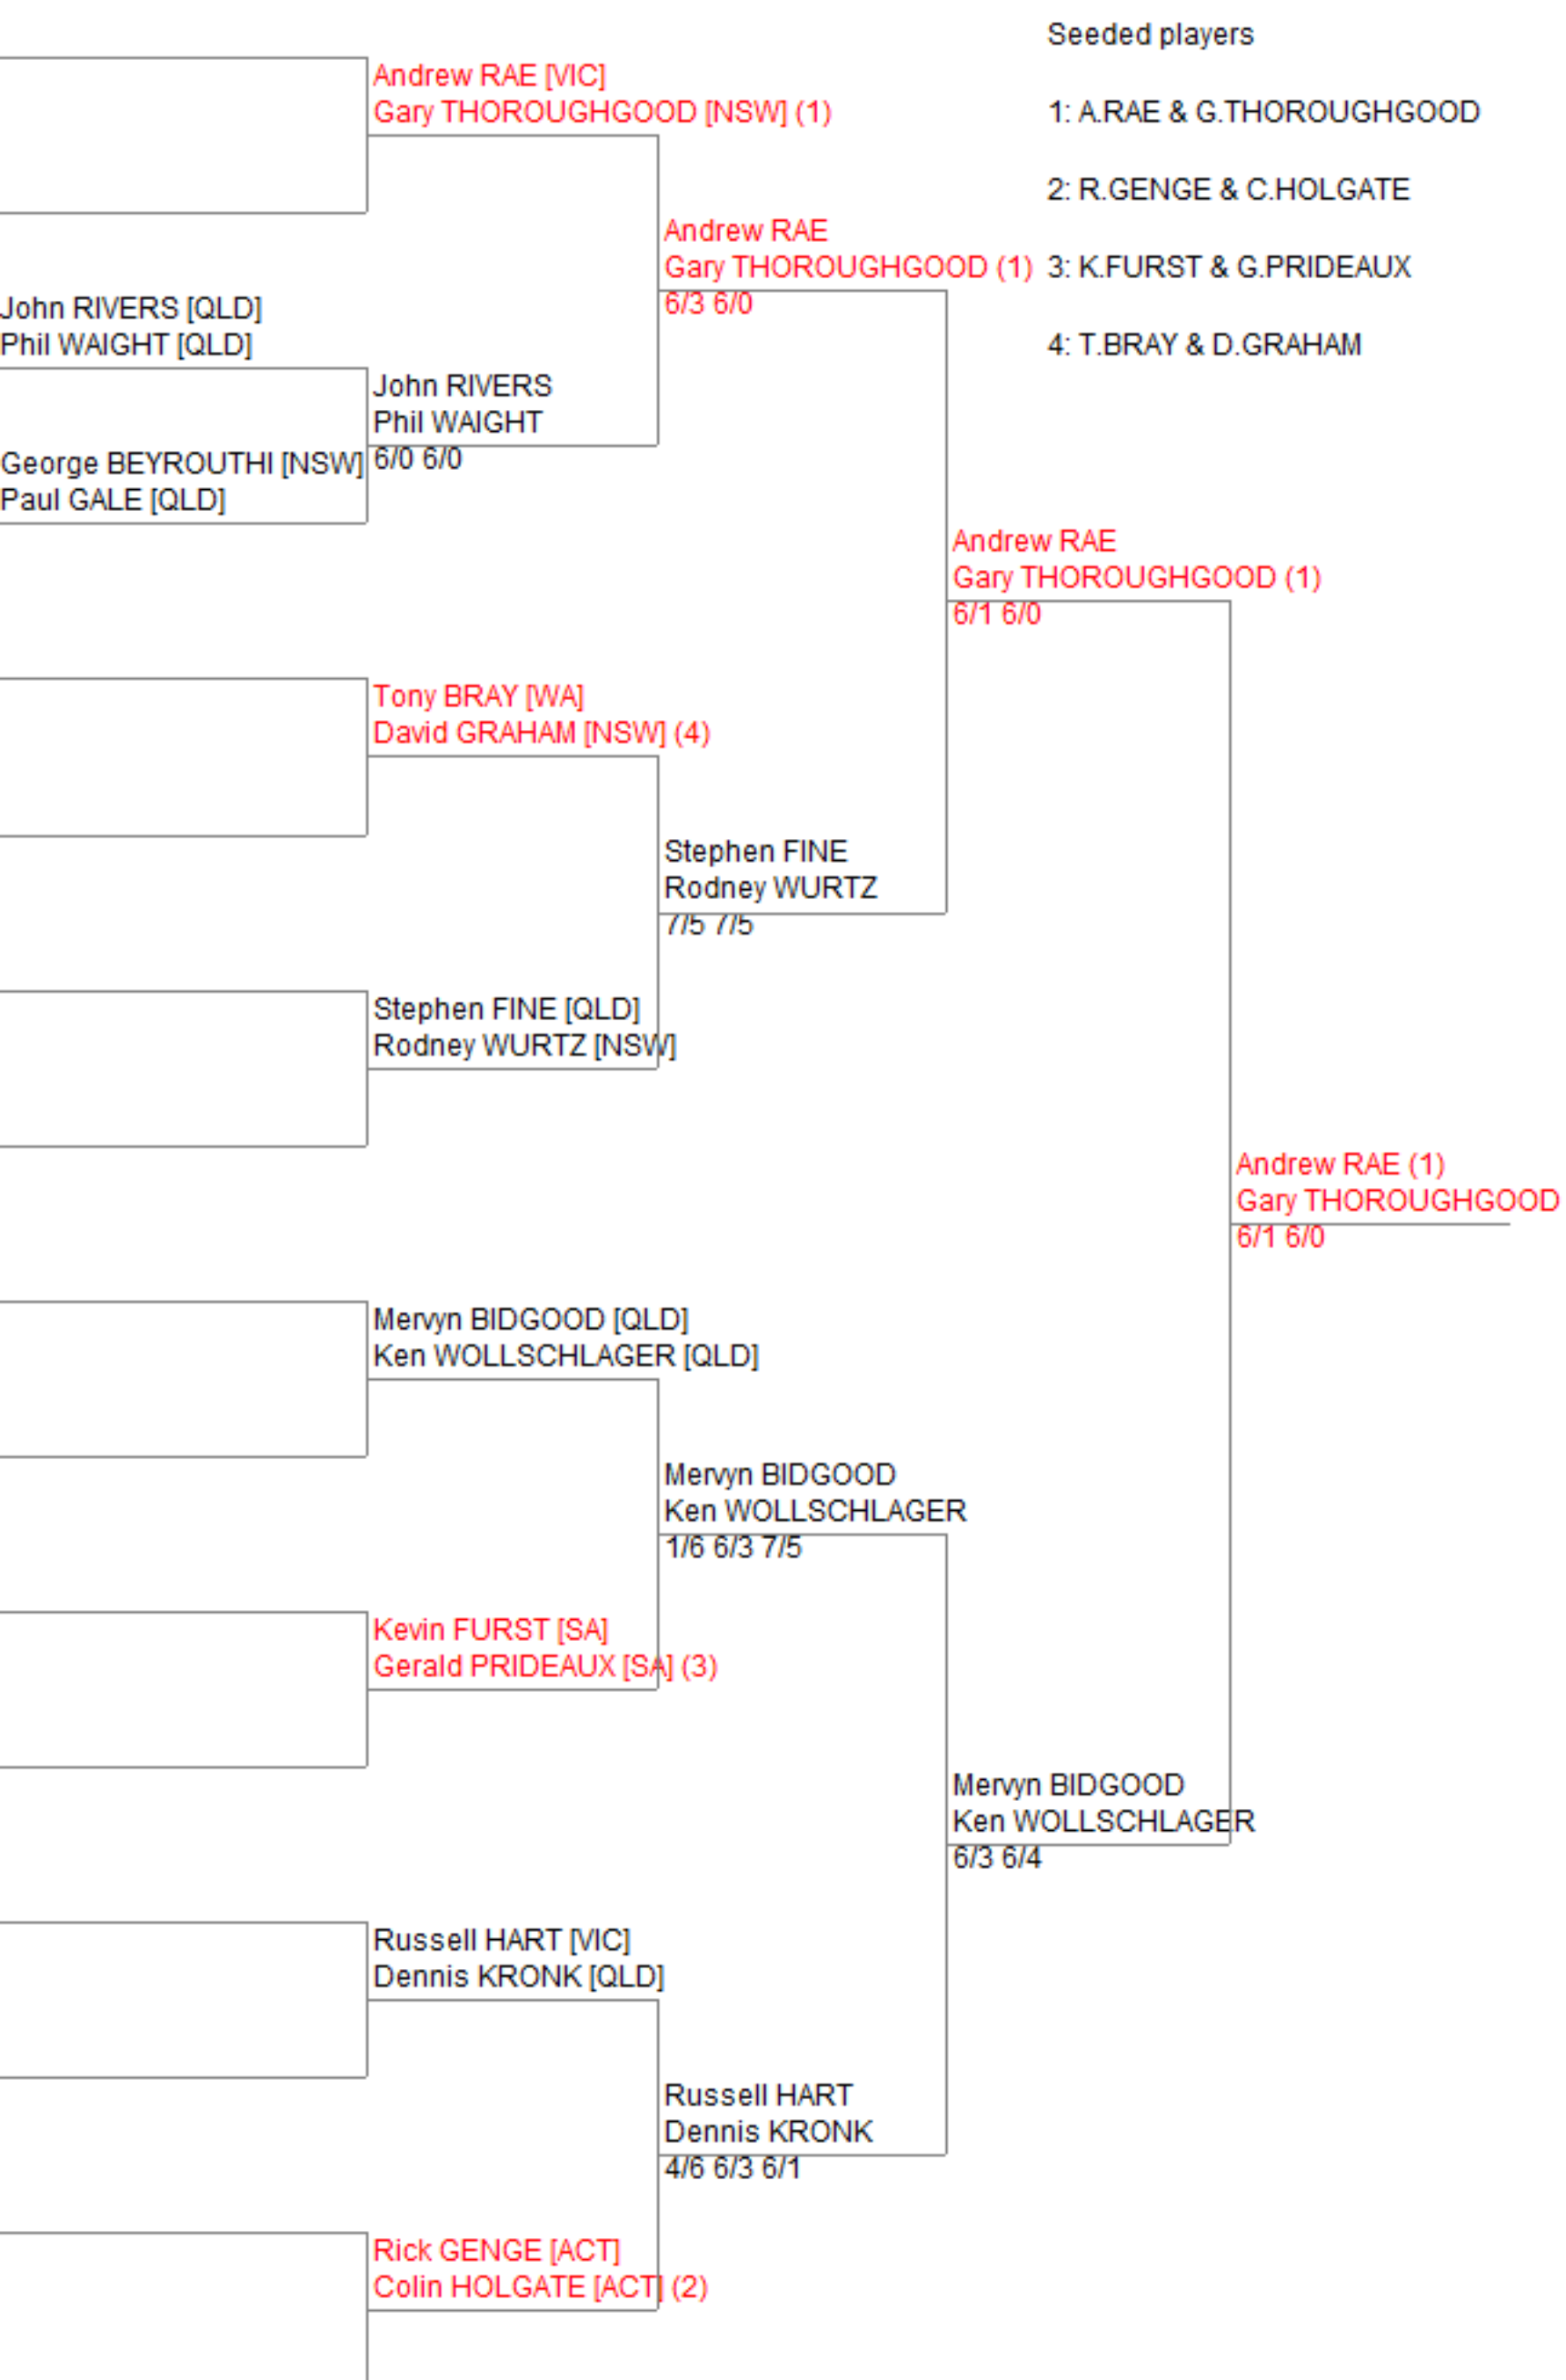 Seeded players
1: A.RAE & G.THOROUGHGOOD
2: R.GENGE & C.HOLGATE
3: K.FURST & G.PRIDEAUX
4: T.BRAY & D.GRAHAM
John RIVERS [QLD]
Phil WAIGHT [QLD]
George BEYROUTHI [NSW]
Paul GALE [QLD]
Andrew RAE [VIC]
Gary THOROUGHGOOD [NSW] (1)
John RIVERS
Phil WAIGHT
6/0 6/0
Tony BRAY [WA]
David GRAHAM [NSW] (4)
Stephen FINE [QLD]
Rodney WURTZ [NSW]
Mervyn BIDGOOD [QLD]
Ken WOLLSCHLAGER [QLD]
Kevin FURST [SA]
Gerald PRIDEAUX [SA] (3)
Russell HART [VIC]
Dennis KRONK [QLD]
Rick GENGE [ACT]
Colin HOLGATE [ACT] (2)
Andrew RAE
Gary THOROUGHGOOD (1)
6/3 6/0
Stephen FINE
Rodney WURTZ
7/5 7/5
Mervyn BIDGOOD
Ken WOLLSCHLAGER
1/6 6/3 7/5
Russell HART
Dennis KRONK
4/6 6/3 6/1
Andrew RAE
Gary THOROUGHGOOD (1)
6/1 6/0
Mervyn BIDGOOD
Ken WOLLSCHLAGER
6/3 6/4
Andrew RAE (1)
Gary THOROUGHGOOD
6/1 6/0